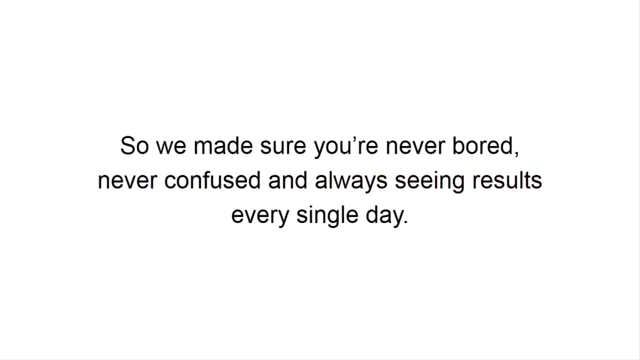 So we made sure you’re never bored,
never confused and always seeing results
every single day.